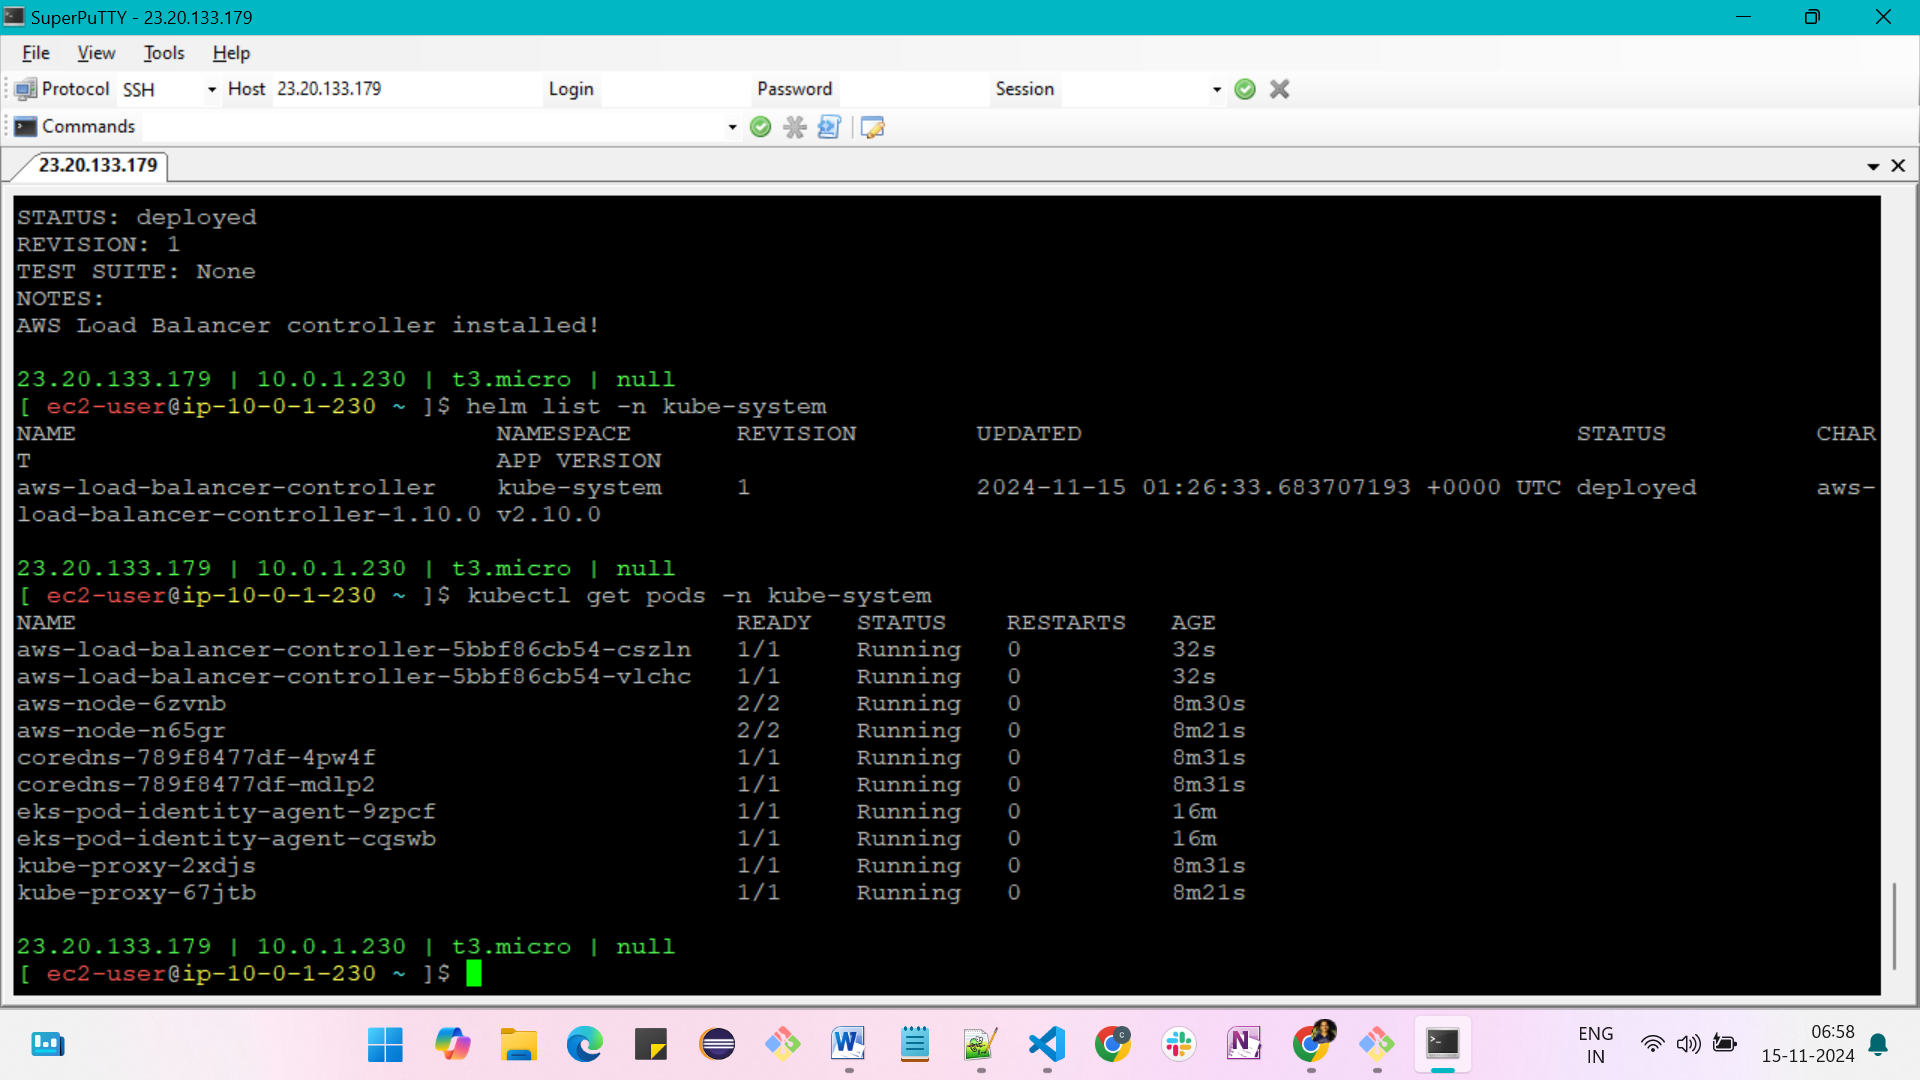 SuperPuTTY - 23.20.133.179
File View Tools Help
Protocol SSH Host 23.20.133.179 Login Password Session
Commands
23.20.133.179
STATUS: deployed
REVISION: 1
TEST SUITE: None
NOTES:
AWS Load Balancer controller installed!
23.20.133.179 | 10.0.1.230 | t3.micro | null
[ ec2-user@ip-10-0-1-230 ~ ]$ helm list -n kube-system
NAME NAMESPACE REVISION UPDATED STATUS CHAR
T APP VERSION
aws-load-balancer-controller kube-system 1 2024-11-15 01:26:33.683707193 +0000 UTC deployed aws-
load-balancer-controller-1.10.0 v2.10.0
23.20.133.179 | 10.0.1.230 | t3.micro | null
[ ec2-user@ip-10-0-1-230 ~ ]$ kubectl get pods -n kube-system
NAME READY STATUS RESTARTS AGE
aws-load-balancer-controller-5bbf86cb54-cszln 1/1 Running 0 32s
aws-load-balancer-controller-5bbf86cb54-vlchc 1/1 Running 0 32s
aws-node-6zvnb 2/2 Running 0 8m30s
aws-node-n65gr 2/2 Running 0 8m21s
coredns-789f8477df-4pw4f 1/1 Running 0 8m31s
coredns-789f8477df-mdlp2 1/1 Running 0 8m31s
eks-pod-identity-agent-9zpcf 1/1 Running 0 16m
eks-pod-identity-agent-cqswb 1/1 Running 0 16m
kube-proxy-2xdjs 1/1 Running 0 8m31s
kube-proxy-67jtb 1/1 Running 0 8m21s
23.20.133.179 | 10.0.1.230 | t3.micro | null
[ ec2-user@ip-10-0-1-230 ~ ]$
ENG 06:58
IN 15-11-2024